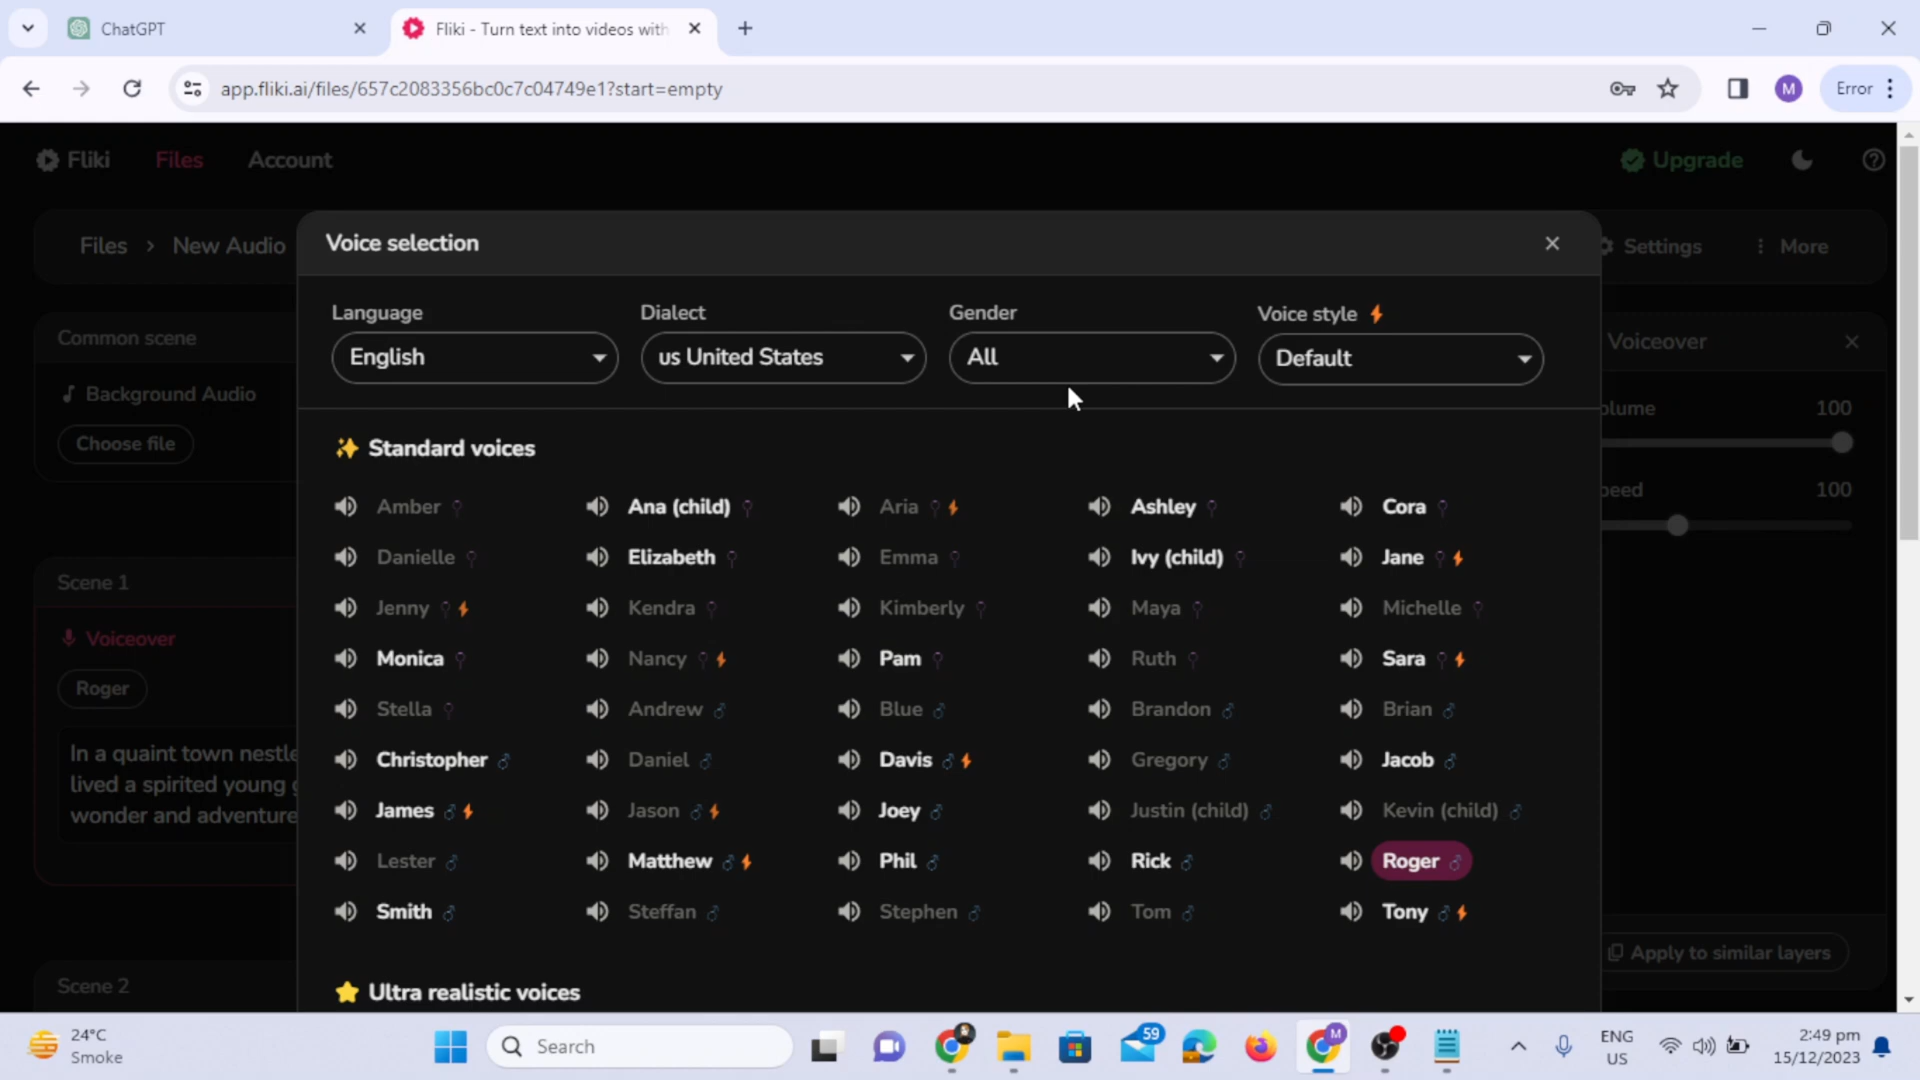 ChatGPT
Fliki - Turn text into videos with
app.fliki.ai/files/657c2083356bc0c7c04749e1?start=empty
M
Error
Fliki
Files
Account
Upgrade
Files > New Audio
Settings
More
Voice selection
Language
Dialect
Gender
Voice style
English
us United States
All
Default
Common scene
Background Audio
Choose file
Voiceover
100
100
Standard voices
Amber
Ana (child)
Aria
Ashley
Cora
Danielle
Elizabeth
Emma
Ivy (child)
Jane
Jenny
Kendra
Kimberly
Maya
Michelle
Monica
Nancy
Pam
Ruth
Sara
Stella
Andrew
Blue
Brandon
Brian
Christopher
Daniel
Davis
Gregory
Jacob
James
Jason
Joey
Justin (child)
Kevin (child)
Lester
Matthew
Phil
Rick
Roger
Smith
Steffan
Stephen
Tom
Tony
Ultra realistic voices
Scene 1
Voiceover
Roger
In a quaint town nestle
lived a spirited young
wonder and adventure
Scene 2
Apply to similar layers
24°C
Smoke
Search
59
M
ENG
US
2:49 pm
15/12/2023